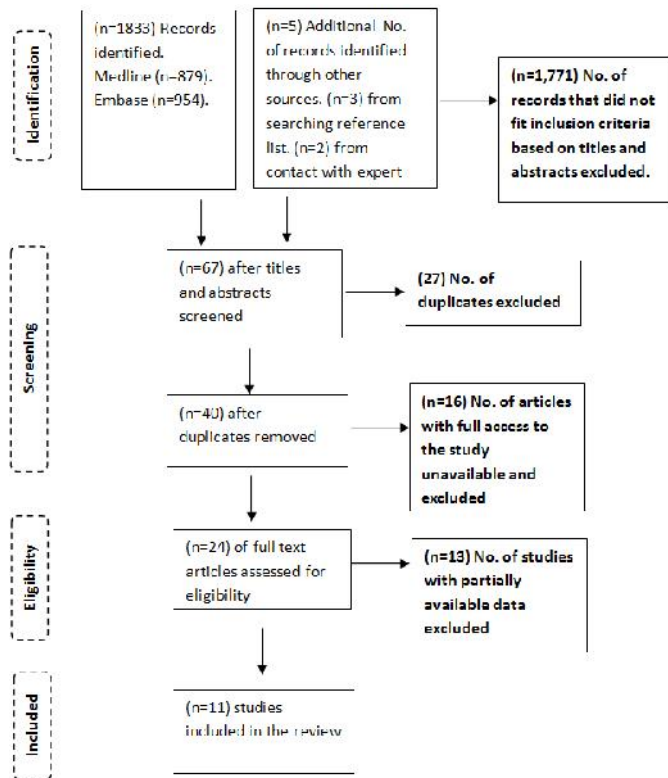 Identification
(n=1833) Records
identified.
Medline (n=879).
Embase (n=954).
(n=5) Additional No.
of records identified
through other
sources. (n=3) from
searching reference
list. (n=2) from
contact with expert
(n=1,771) No. of
records that did not
fit inclusion criteria
based on titles and
abstracts excluded.
Screening
(n=67) after titles
and abstracts
screened
(27) No. of
duplicates excluded
(n=40) after
duplicates removed
(n=16) No. of articles
with full access to
the study
unavailable and
excluded
Eligibility
(n=24) of full text
articles assessed for
eligibility
(n=13) No. of studies
with partially
available data
excluded
Included
(n=11) studies
included in the review